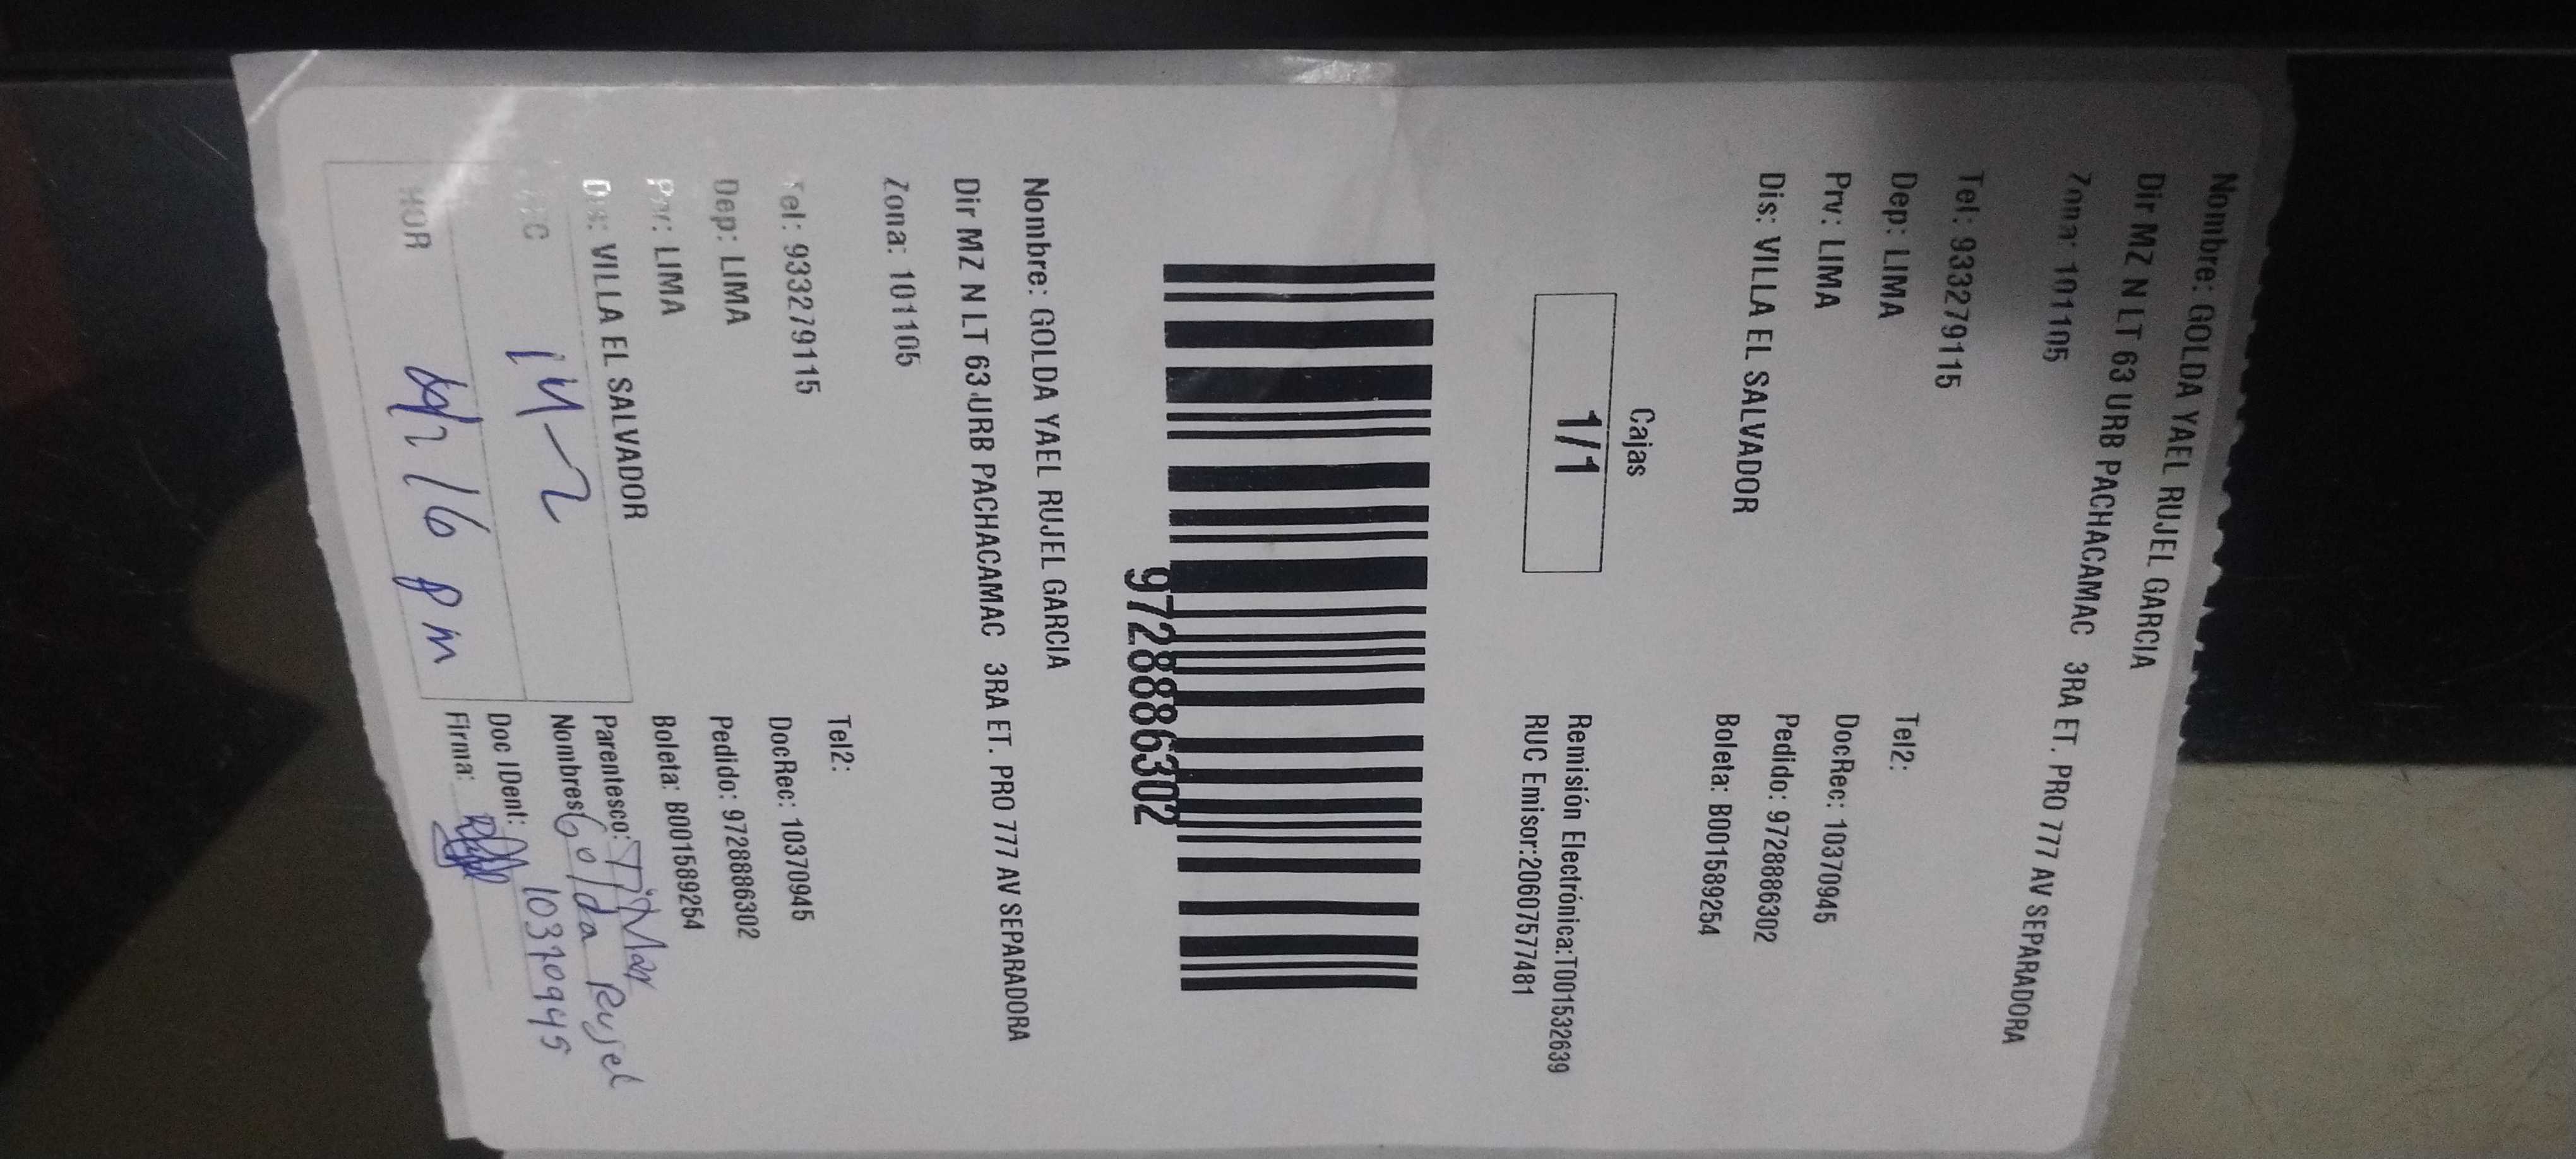 Nombre: GOLDA YAEL RUJEL GARCIA
Dir MZ N LT 63 URB PACHACAMAC 3RA ET. PRO 777 AV SEPARADORA
Zona: 101105
Tel: 933279115 Tel2:
Dep: LIMA DocRec: 10370945
Prv: LIMA Pedido: 9728886302
Dis: VILLA EL SALVADOR Boleta: B001589254
Cajas
1/1
Remisión Electrónica:T001532639
RUC Emisor:20607577481
9728886302
Nombre: GOLDA YAEL RUJEL GARCIA
Dir MZ N LT 63 URB PACHACAMAC 3RA ET. PRO 777 AV SEPARADORA
Zona: 101105
Tel: 933279115 Tel2:
Dep: LIMA DocRec: 10370945
Prv: LIMA Pedido: 9728886302
Dis: VILLA EL SALVADOR Boleta: B001589254
Parentesco:
14-2 Nombres Golda Rujel
Doc IDent: 10370945
HOR 16 pm Firma: